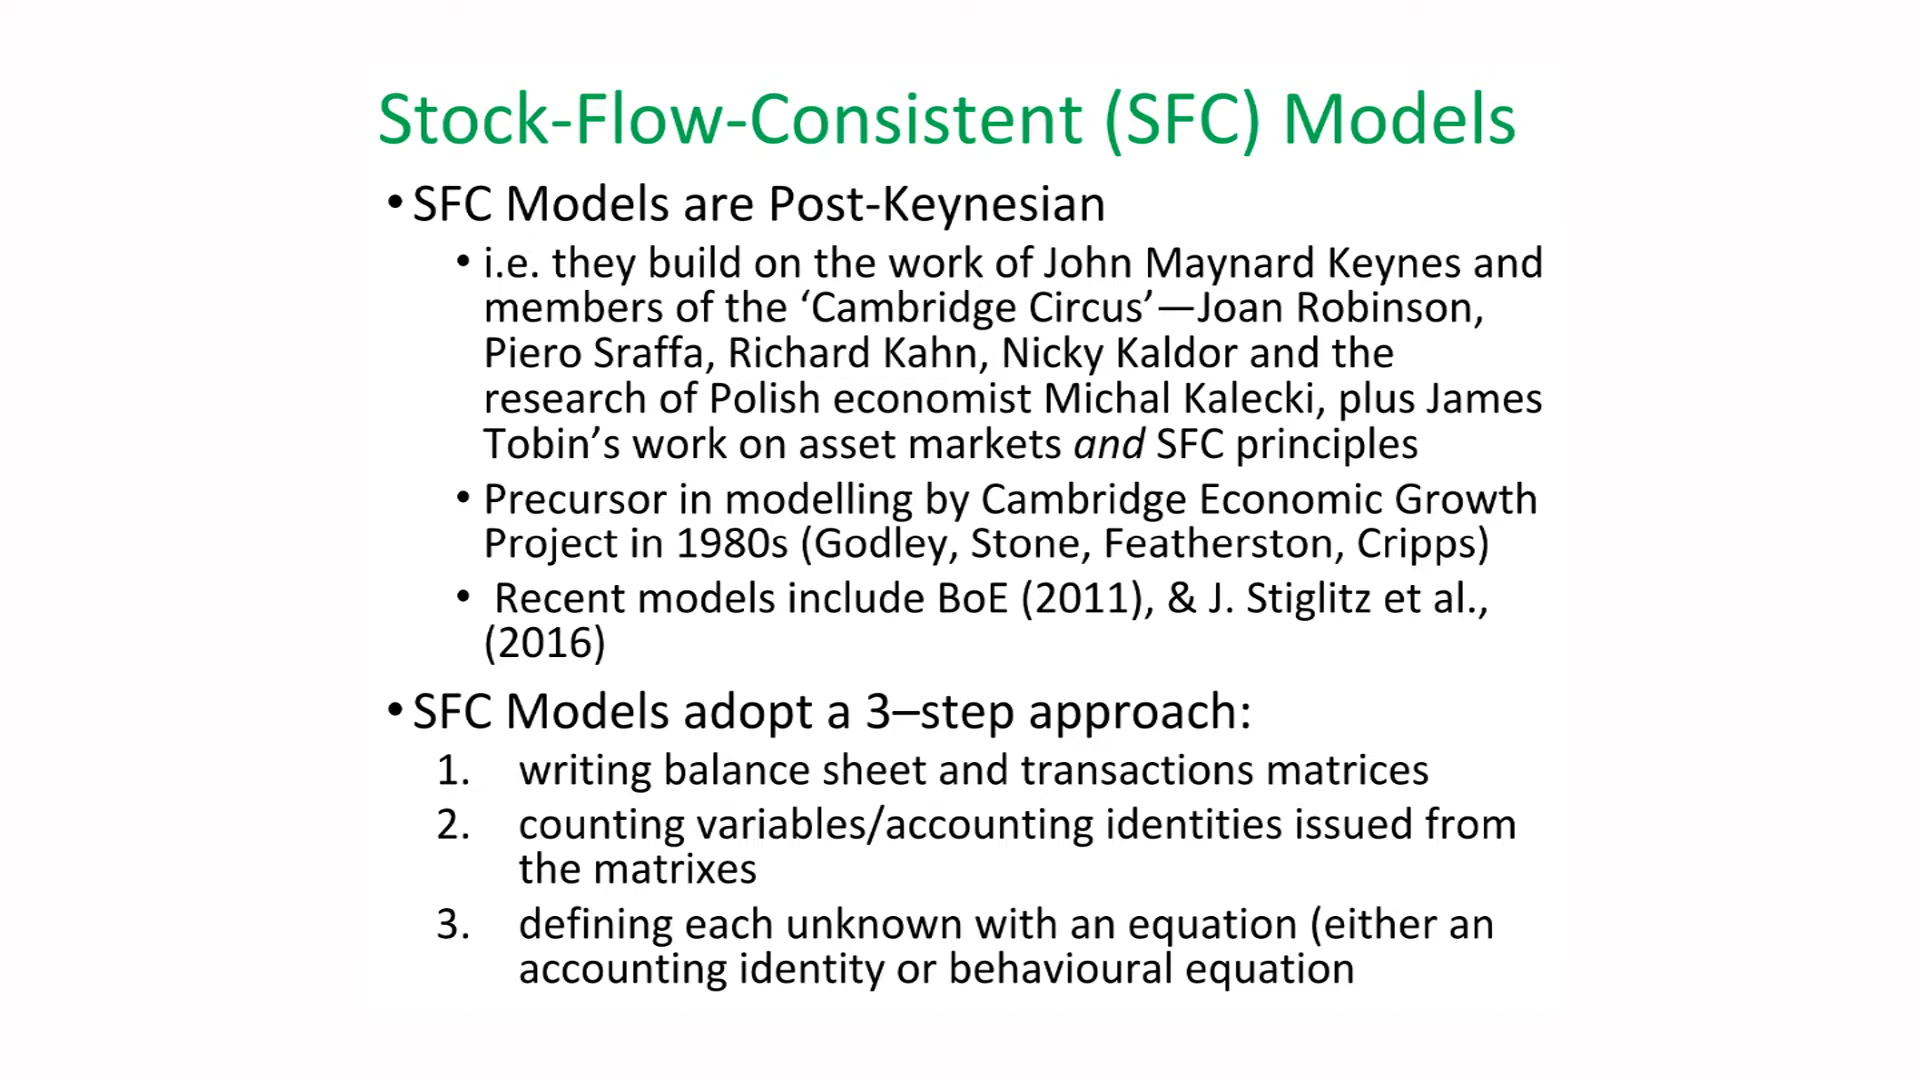 Stock-Flow-Consistent (SFC) Models
• SFC Models are Post-Keynesian
• i.e. they build on the work of John Maynard Keynes and
members of the ‘Cambridge Circus’—Joan Robinson,
Piero Sraffa, Richard Kahn, Nicky Kaldor and the
research of Polish economist Michal Kalecki, plus James
Tobin’s work on asset markets and SFC principles
• Precursor in modelling by Cambridge Economic Growth
Project in 1980s (Godley, Stone, Featherston, Cripps)
• Recent models include BoE (2011), & J. Stiglitz et al.,
(2016)
• SFC Models adopt a 3–step approach:
1. writing balance sheet and transactions matrices
2. counting variables/accounting identities issued from
the matrixes
3. defining each unknown with an equation (either an
accounting identity or behavioural equation